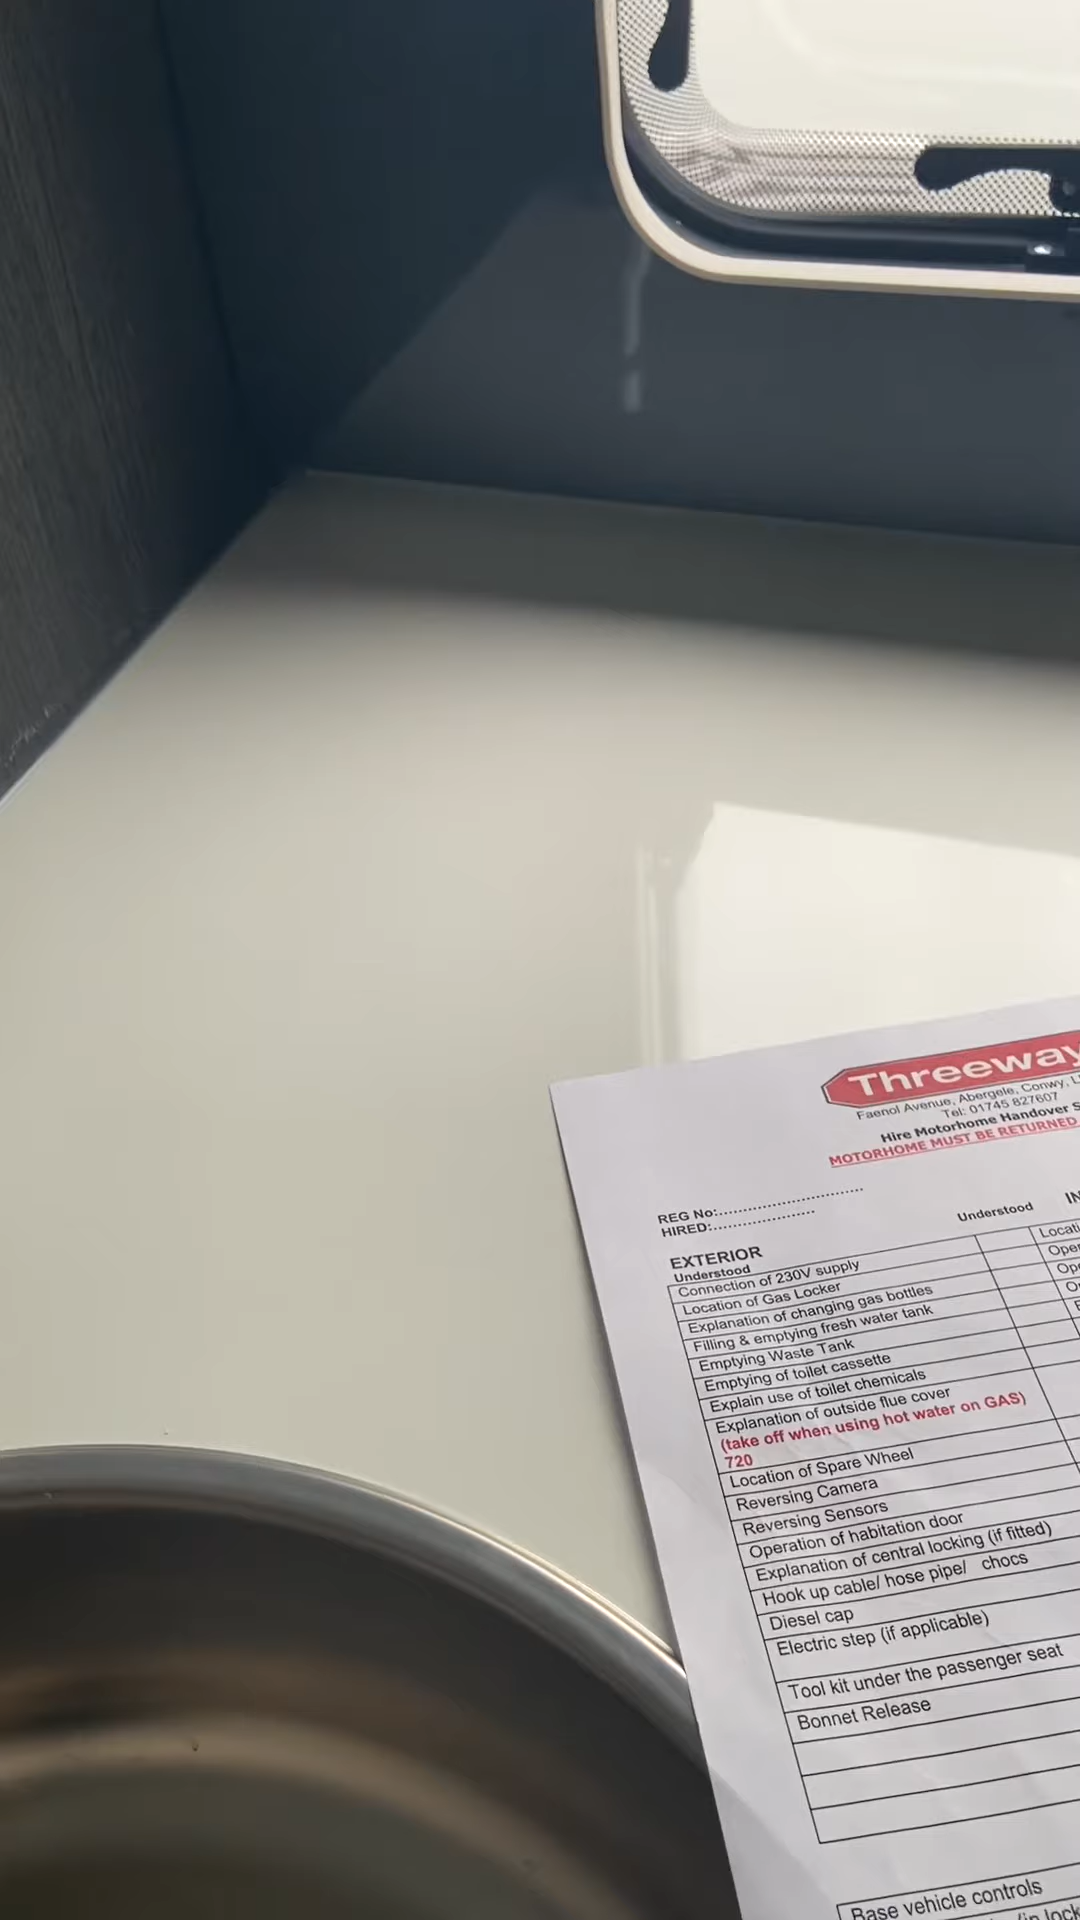 Threeway
Faenol Avenue, Abergele, Conwy,
Tel: 01745 827607
Hire Motorhome Handover
MOTORHOME MUST BE RETURNED
REG No:..............................
HIRED:.....................
Understood
EXTERIOR
Understood
Connection of 230V supply
Location of Gas Locker
Explanation of changing gas bottles
Filling & emptying fresh water tank
Emptying Waste Tank
Emptying of toilet cassette
Explain use of toilet chemicals
Explanation of outside flue cover
(take off when using hot water on GAS)
720
Location of Spare Wheel
Reversing Camera
Reversing Sensors
Operation of habitation door
Explanation of central locking (if fitted)
Hook up cable/ hose pipe/ chocs
Diesel cap
Electric step (if applicable)
Tool kit under the passenger seat
Bonnet Release
Base vehicle controls